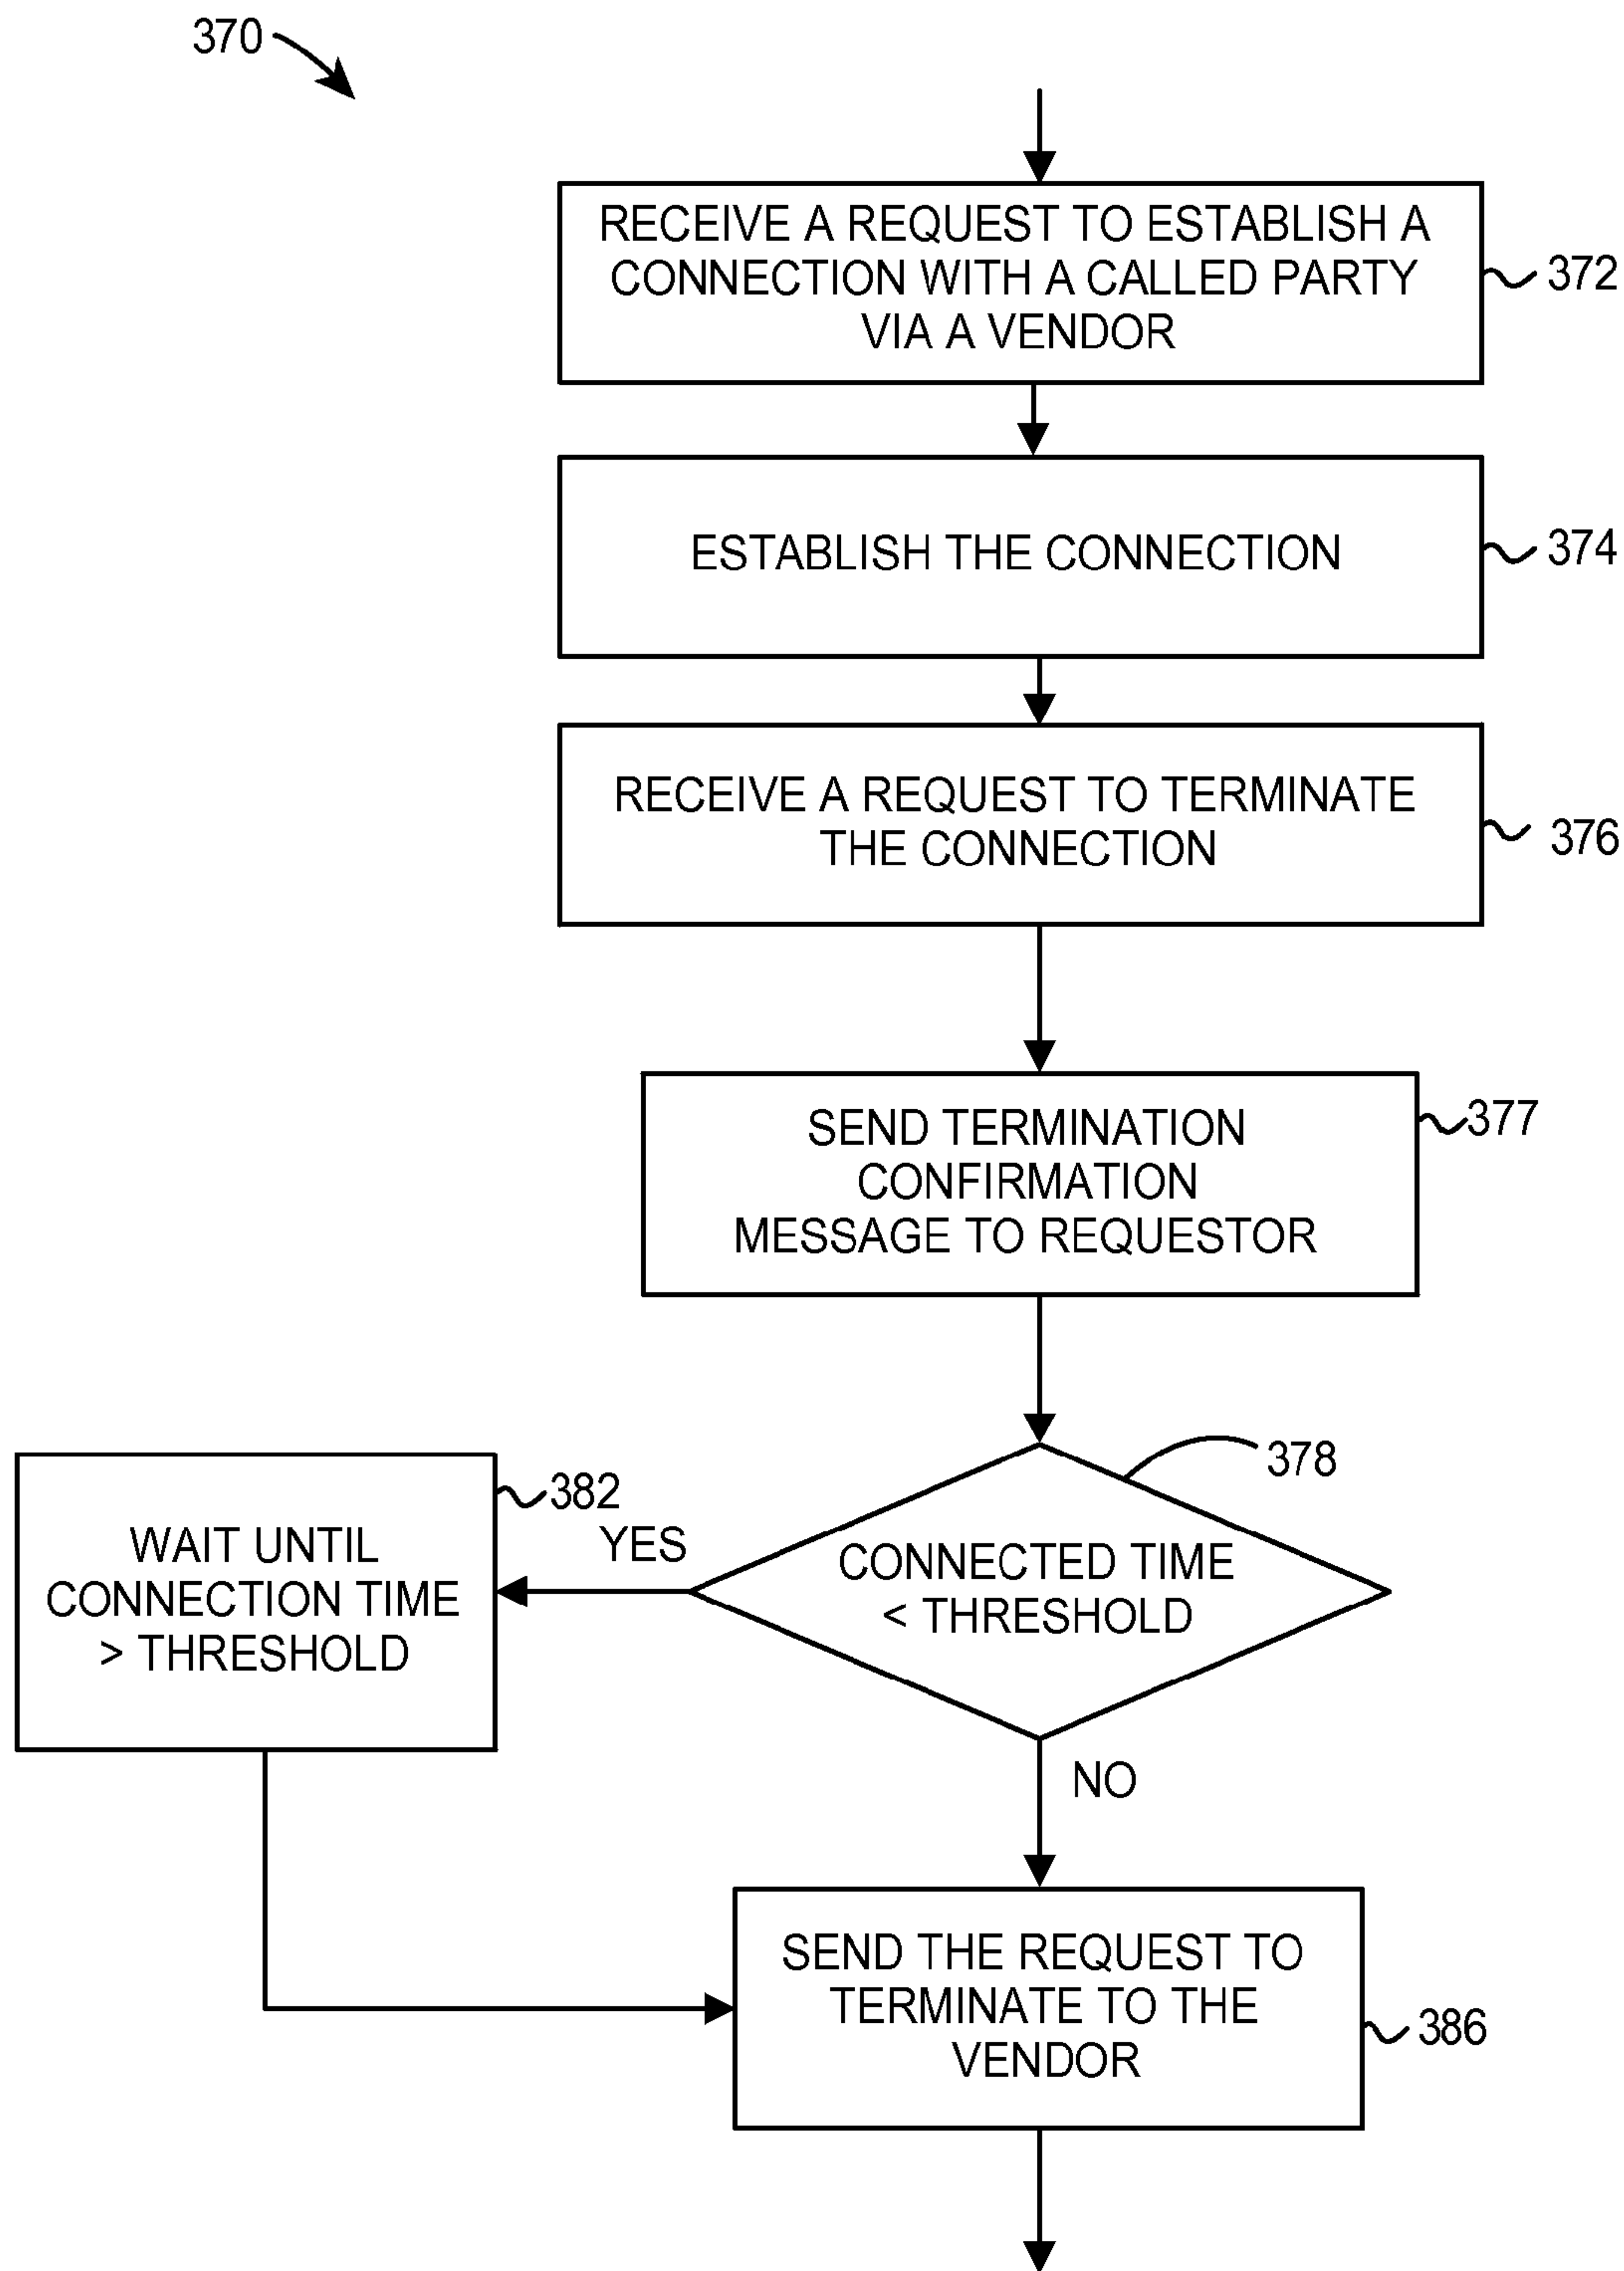 370
RECEIVE A REQUEST TO ESTABLISH A
CONNECTION WITH A CALLED PARTY
VIA A VENDOR
372
ESTABLISH THE CONNECTION
374
RECEIVE A REQUEST TO TERMINATE
THE CONNECTION
376
SEND TERMINATION
CONFIRMATION
MESSAGE TO REQUESTOR
377
378
CONNECTED TIME
< THRESHOLD
YES
382
WAIT UNTIL
CONNECTION TIME
> THRESHOLD
NO
SEND THE REQUEST TO
TERMINATE TO THE
VENDOR
386